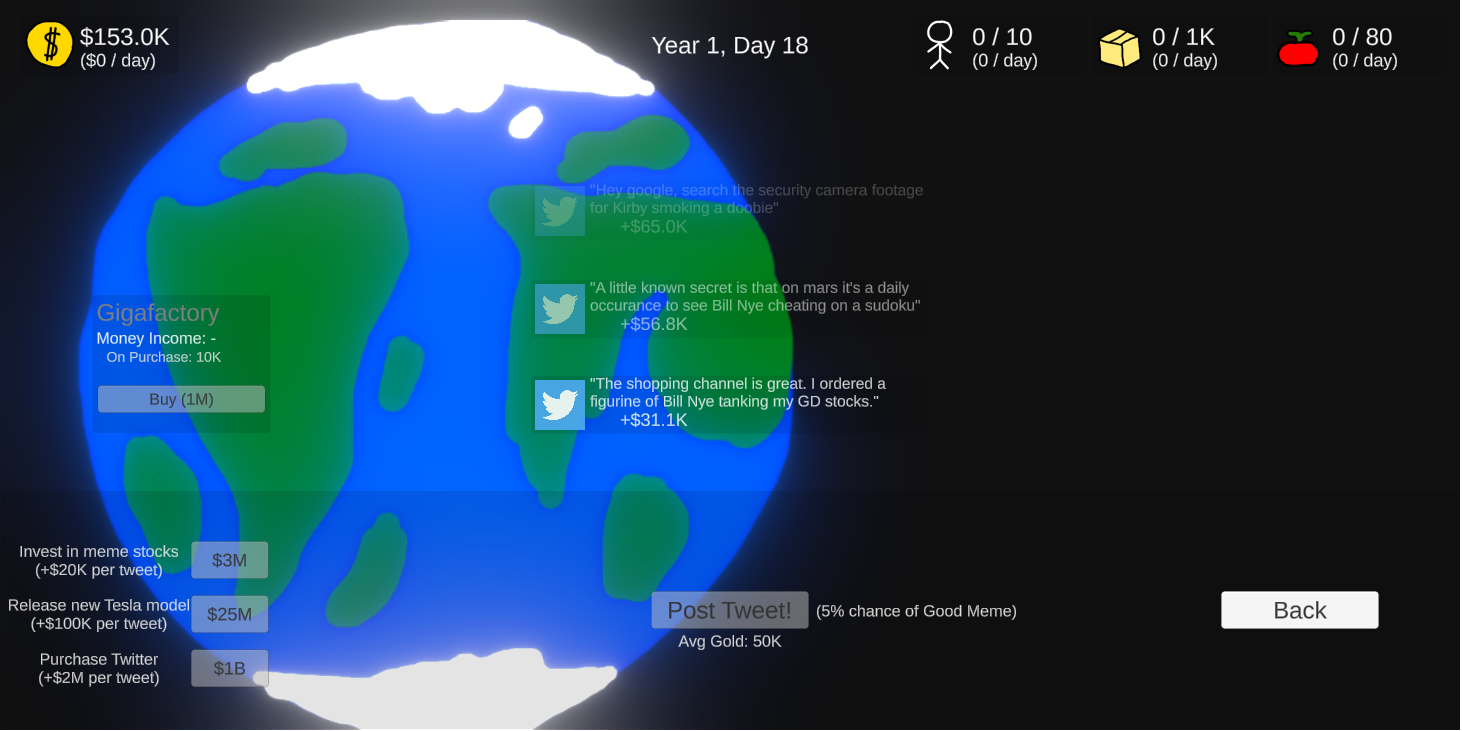 $153.0K
($0 / day)
Year 1, Day 18
0 / 10
(0 / day)
0 / 1K
(0 / day)
0 / 80
(0 / day)
"Hey google, search the security camera footage
for Kirby smoking a doobie"
+$65.0K
"A little known secret is that on mars it's a daily
occurance to see Bill Nye cheating on a sudoku"
+$56.8K
Gigafactory
Money Income: -
On Purchase: 10K
Buy (1M)
"The shopping channel is great. I ordered a
figurine of Bill Nye tanking my GD stocks."
+$31.1K
Invest in meme stocks
(+$20K per tweet)
$3M
Release new Tesla model
(+$100K per tweet)
$25M
Purchase Twitter
(+$2M per tweet)
$1B
Post Tweet!
(5% chance of Good Meme)
Avg Gold: 50K
Back